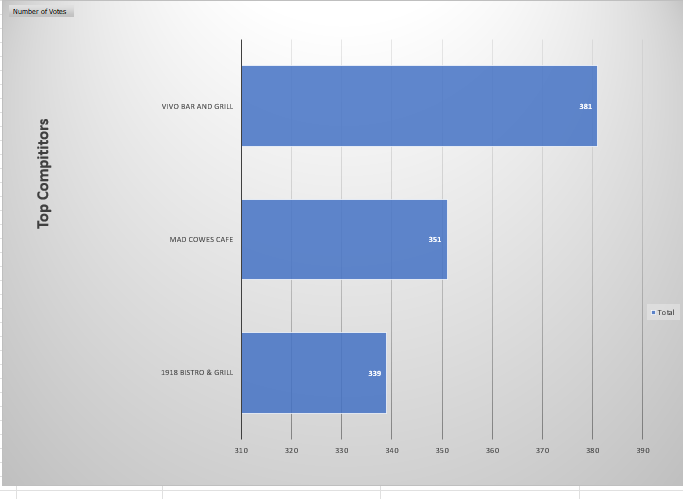 Number of Votes
Top Compititors
VIVO BAR AND GRILL
381
MAD COWES CAFE
351
1918 BISTRO & GRILL
339
Total
310 320 330 340 350 360 370 380 390